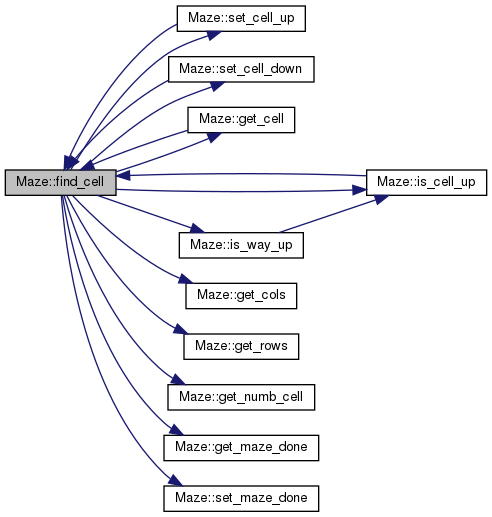 Maze::set_cell_up
Maze::set_cell_down
Maze::get_cell
Maze::find_cell
Maze::is_cell_up
Maze::is_way_up
Maze::get_cols
Maze::get_rows
Maze::get_numb_cell
Maze::get_maze_done
Maze::set_maze_done